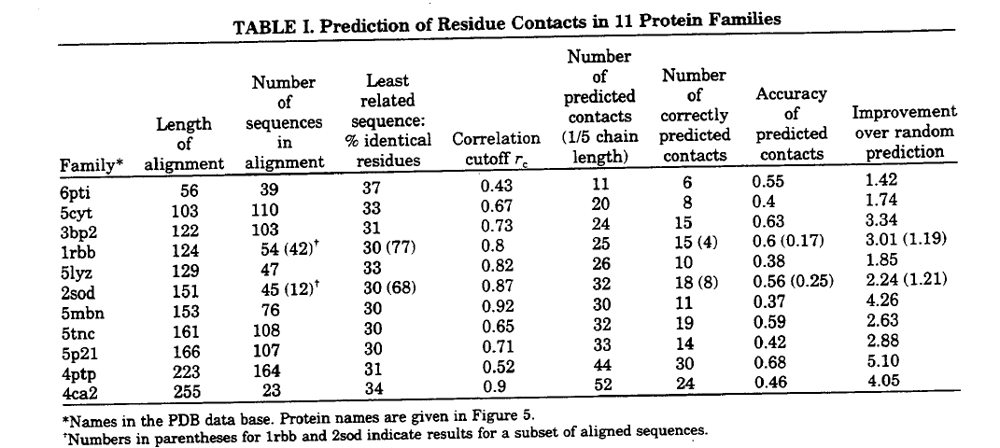 TABLE I. Prediction of Residue Contacts in 11 Protein Families
Number
Number Least of Number
of related predicted of Accuracy
sequences sequence: contacts correctly of Improvement
Length in % identical Correlation (1/5 chain predicted predicted over random
of alignment residues cutoff r_c length) contacts contacts prediction
Family* alignment
6pti 56 39 37 0.43 11 6 0.55 1.42
5cyt 103 110 33 0.67 20 8 0.4 1.74
3bp2 122 103 31 0.73 24 15 0.63 3.34
1rbb 124 54 (42)† 30 (77) 0.8 25 15 (4) 0.6 (0.17) 3.01 (1.19)
5lyz 129 47 33 0.82 26 10 0.38 1.85
2sod 151 45 (12)† 30 (68) 0.87 32 18 (8) 0.56 (0.25) 2.24 (1.21)
5mbn 153 76 30 0.92 30 11 0.37 4.26
5tnc 161 108 30 0.65 32 19 0.59 2.63
5p21 166 107 30 0.71 33 14 0.42 2.88
4ptp 223 164 31 0.52 44 30 0.68 5.10
4ca2 255 23 34 0.9 52 24 0.46 4.05
*Names in the PDB data base. Protein names are given in Figure 5.
†Numbers in parentheses for 1rbb and 2sod indicate results for a subset of aligned sequences.